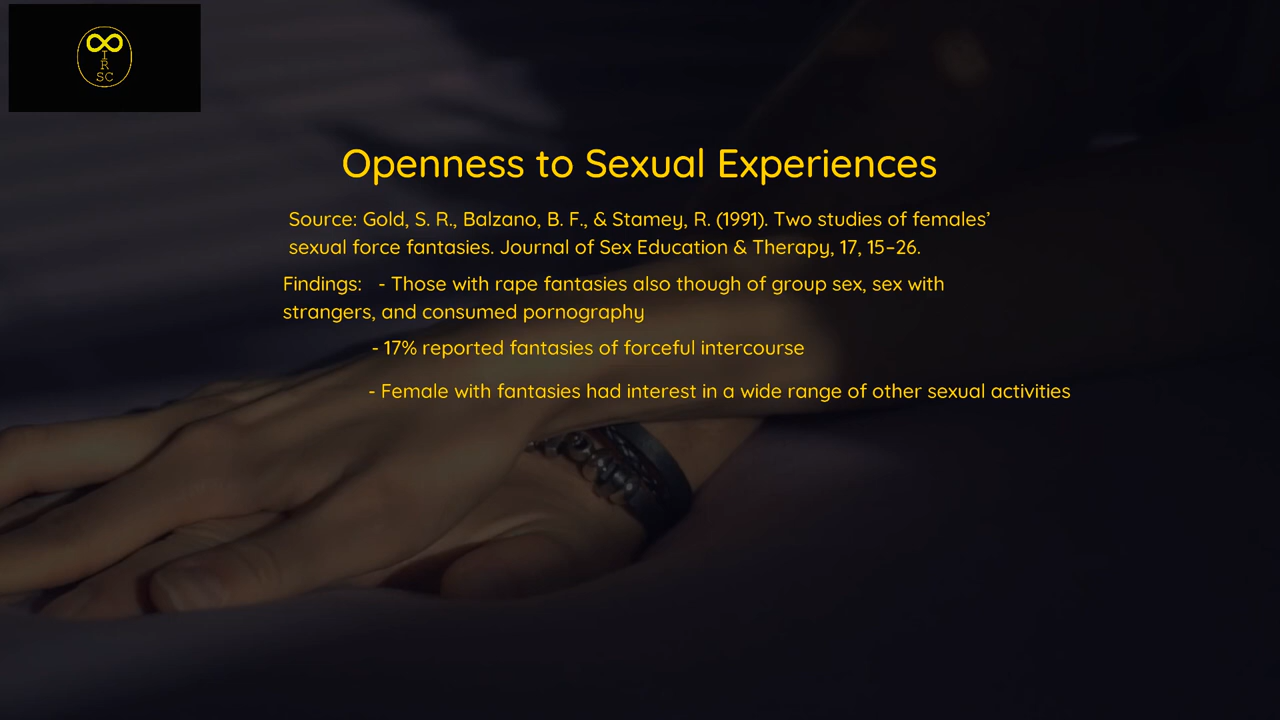 ∞
I
R
SC
Openness to Sexual Experiences
Source: Gold, S. R., Balzano, B. F., & Stamey, R. (1991). Two studies of females’
sexual force fantasies. Journal of Sex Education & Therapy, 17, 15–26.
Findings: - Those with rape fantasies also though of group sex, sex with
strangers, and consumed pornography
- 17% reported fantasies of forceful intercourse
- Female with fantasies had interest in a wide range of other sexual activities